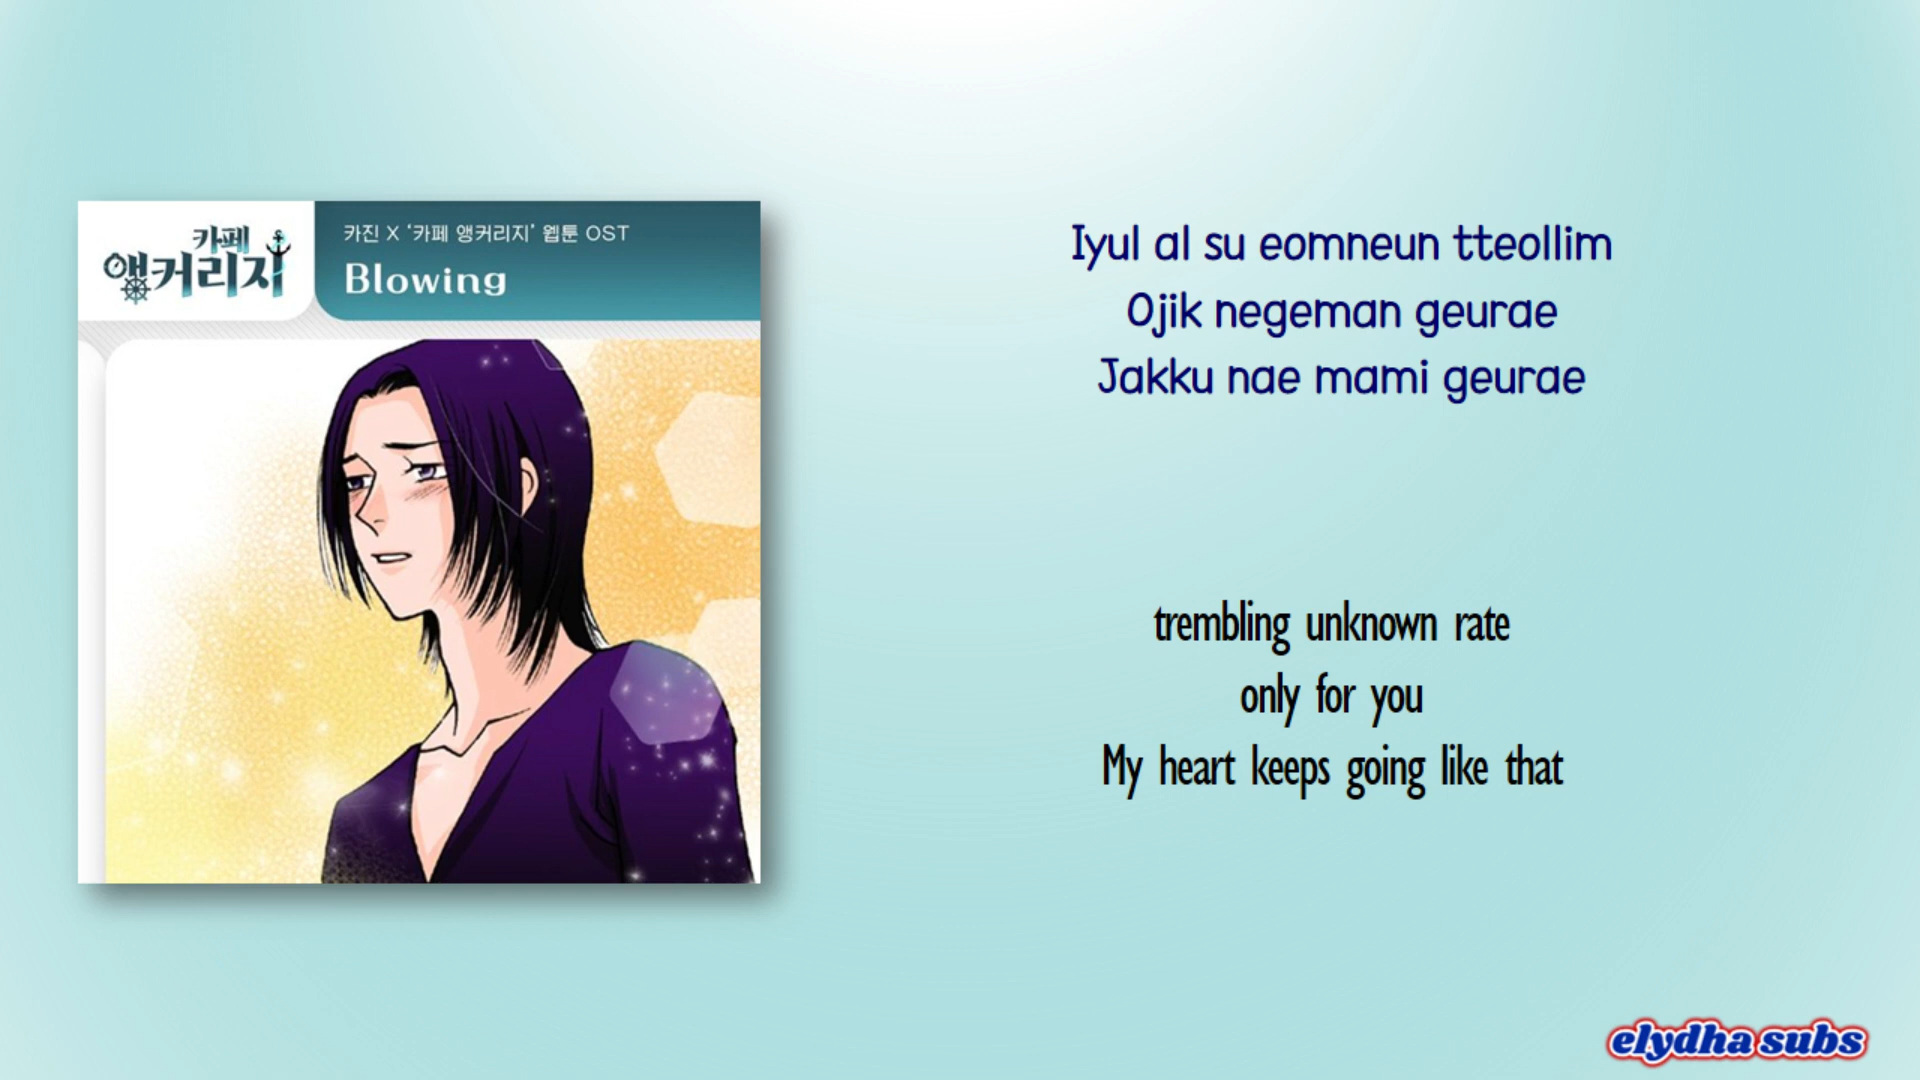 카페
앵커리지
카진 X ‘카페 앵커리지’ 웹툰 OST
Blowing
Iyul al su eomneun tteollim
Ojik negeman geurae
Jakku nae mami geurae
trembling unknown rate
only for you
My heart keeps going like that
elydha subs